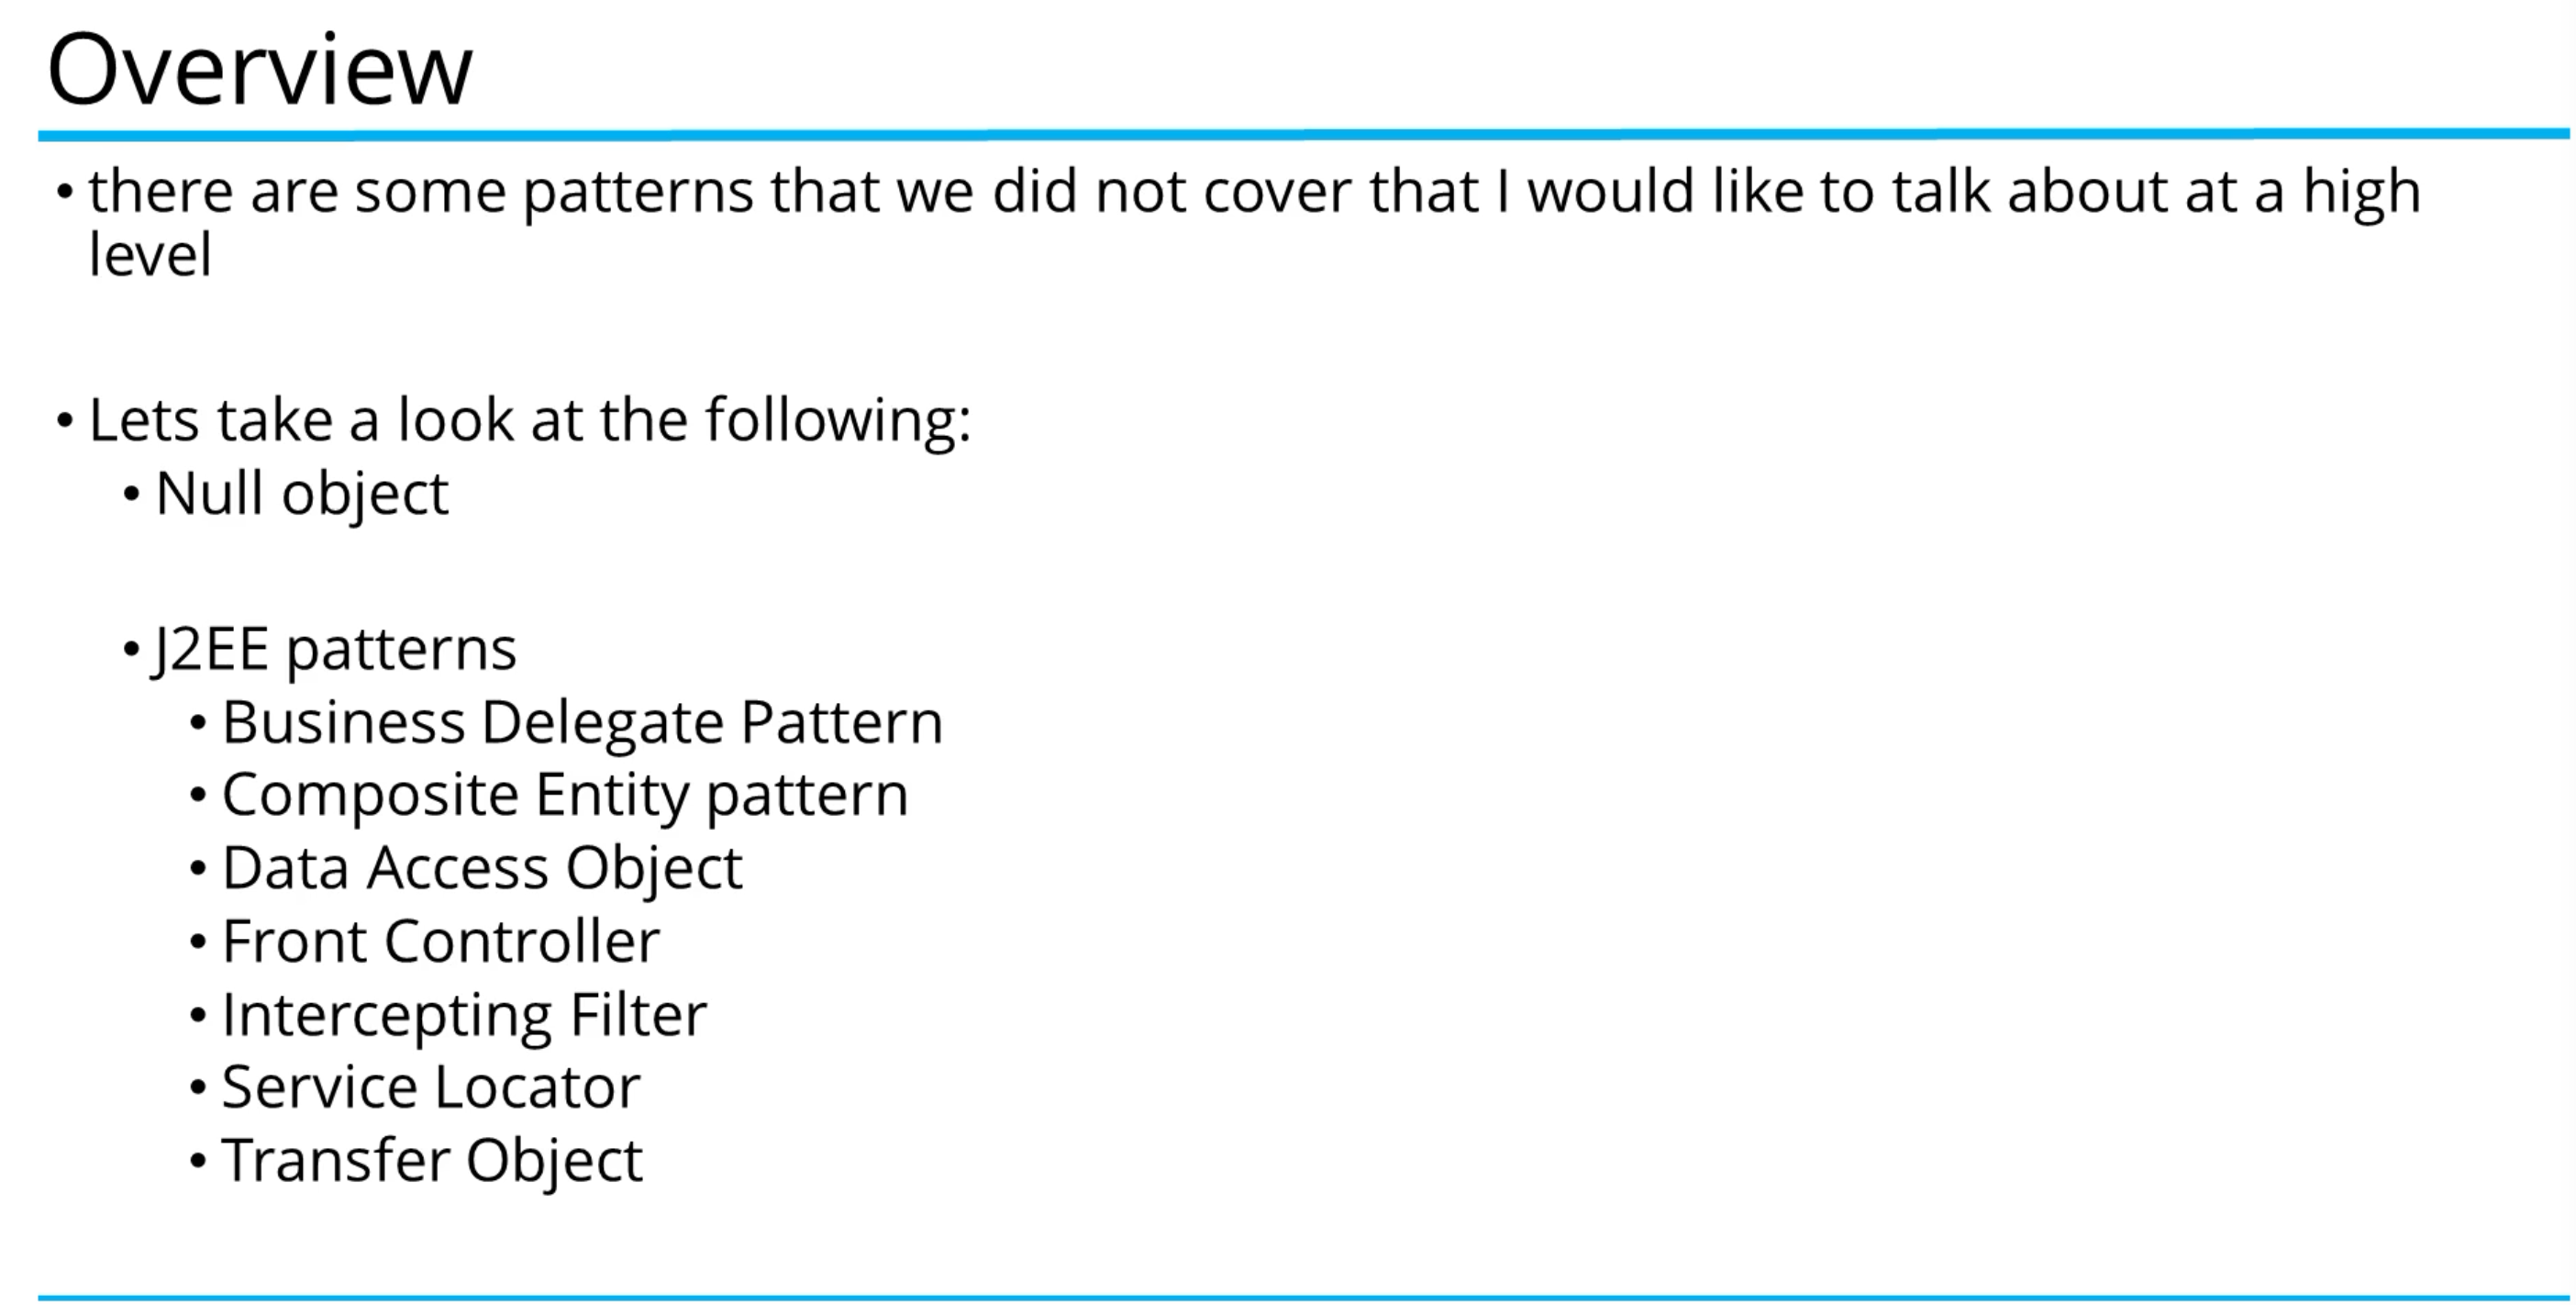 Overview
• there are some patterns that we did not cover that I would like to talk about at a high
level
• Lets take a look at the following:
• Null object
• J2EE patterns
• Business Delegate Pattern
• Composite Entity pattern
• Data Access Object
• Front Controller
• Intercepting Filter
• Service Locator
• Transfer Object